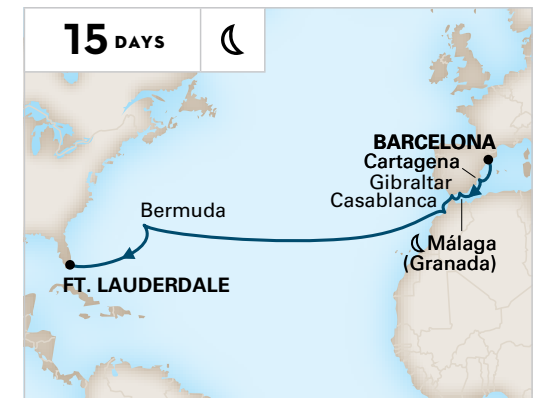 15 DAYS
BARCELONA
Cartagena
Gibraltar
Casablanca
Bermuda
Málaga
(Granada)
FT. LAUDERDALE